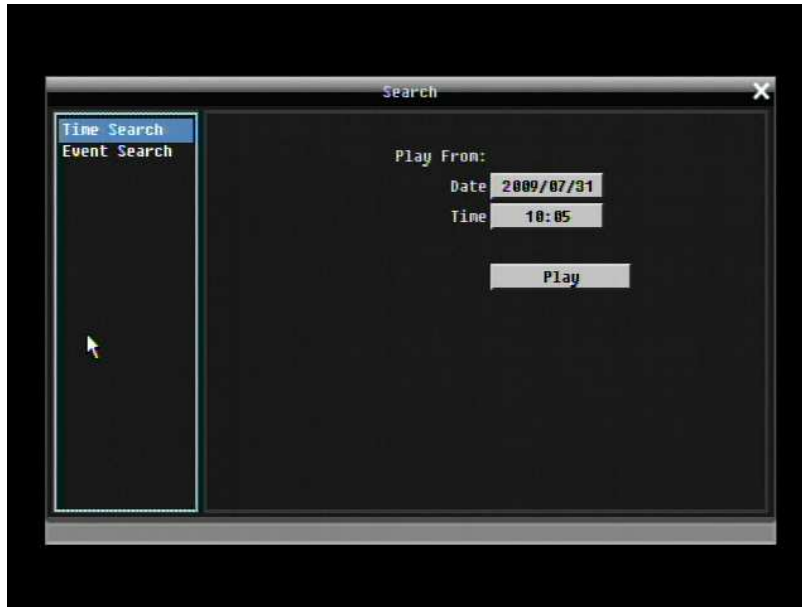 Search
Time Search
Event Search
Play From:
Date 2009/07/31
Time 10:05
Play